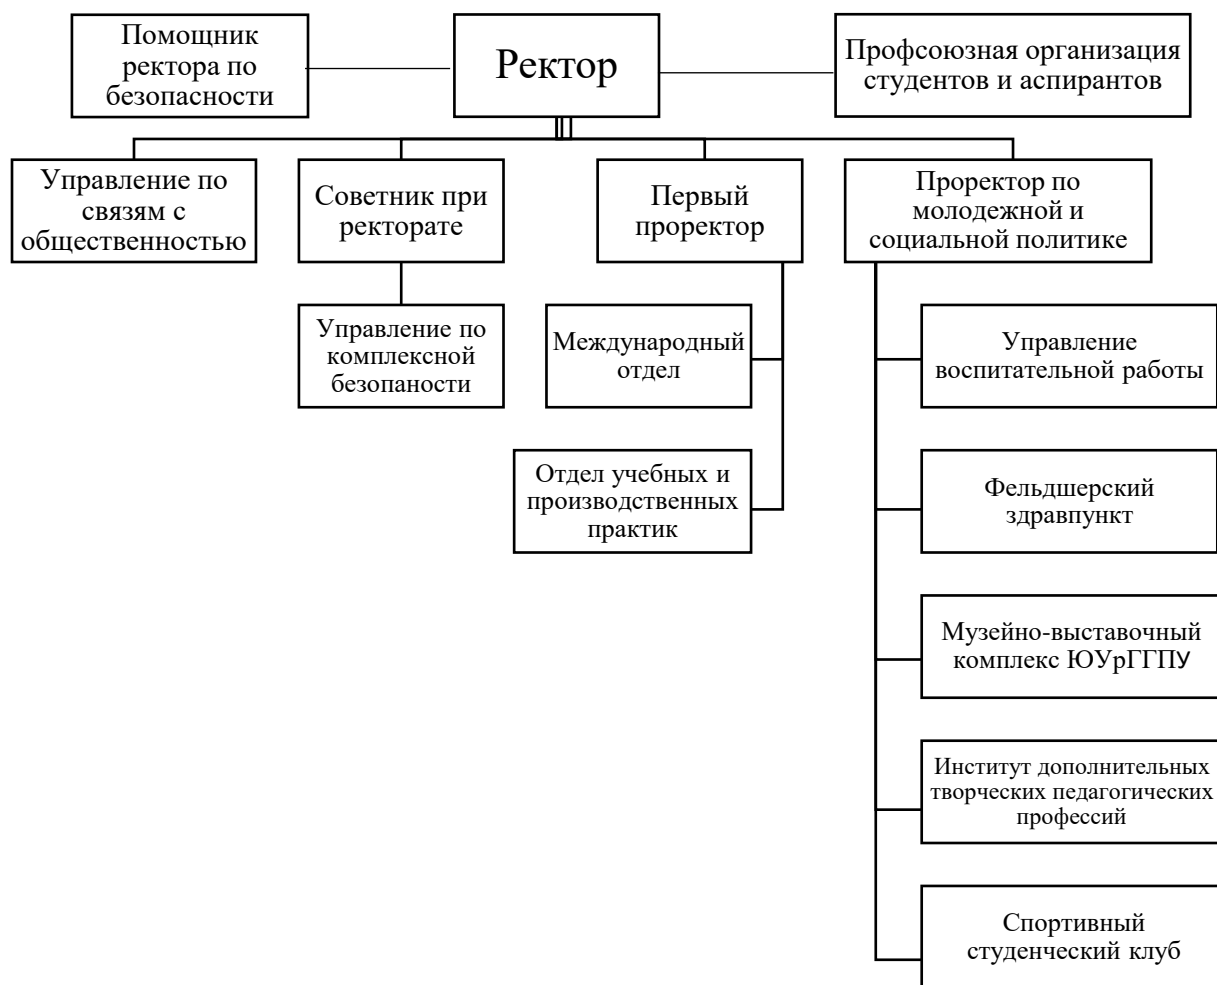 Помощник
ректора по
безопасности
Ректор
Профсоюзная организация
студентов и аспирантов
Управление по
связям с
общественностью
Советник при
ректорате
Первый
проректор
Проректор по
молодежной и
социальной политике
Управление по
комплексной
безопаности
Международный
отдел
Управление
воспитательной работы
Отдел учебных и
производственных
практик
Фельдшерский
здравпункт
Музейно-выставочный
комплекс ЮУрГГПУ
Институт дополнительных
творческих педагогических
профессий
Спортивный
студенческий клуб